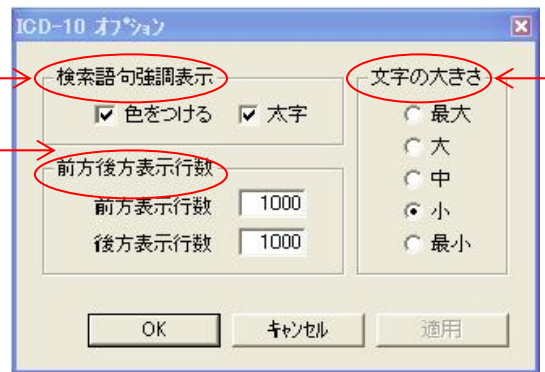 ICD-10 オプション
検索語句強調表示
色をつける 太字
前方後方表示行数
前方表示行数 1000
後方表示行数 1000
文字の大きさ
最大
大
中
小
最小
OK キャンセル 適用